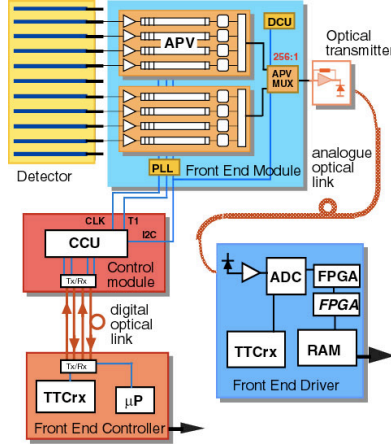 DCU
APV
256:1
APV
MUX
Optical
transmitter
PLL
Front End Module
Detector
analogue
optical
link
CLK
T1
I2C
CCU
Control
module
Tx/Rx
digital
optical
link
ADC
FPGA
FPGA
TTCrx
RAM
Front End Driver
Tx/Rx
TTCrx
µP
Front End Controller